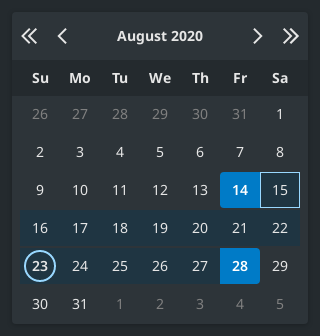 August 2020
Su Mo Tu We Th Fr Sa
26 27 28 29 30 31 1
2 3 4 5 6 7 8
9 10 11 12 13 14 15
16 17 18 19 20 21 22
23 24 25 26 27 28 29
30 31 1 2 3 4 5